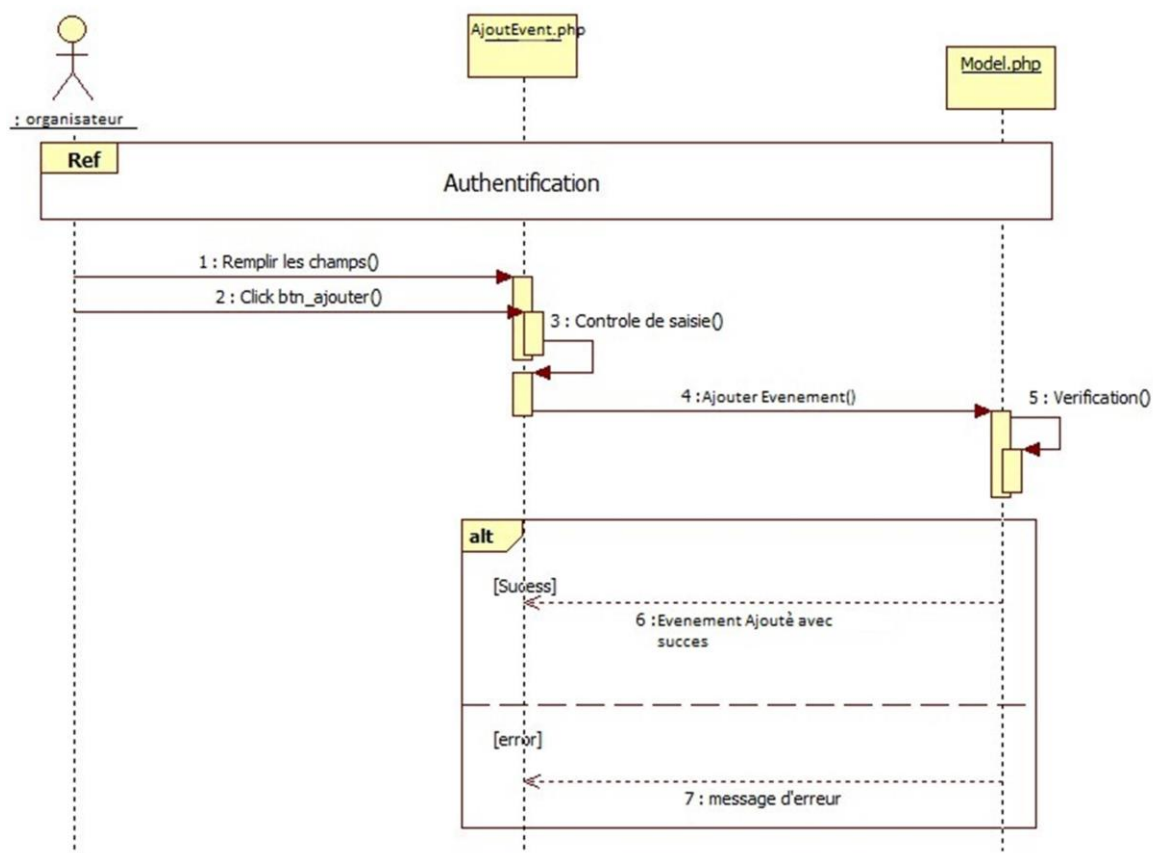 AjoutEvent.php
Model.php
: organisateur
Ref
Authentification
1 : Remplir les champs()
2 : Click btn_ajouter()
3 : Controle de saisie()
4 :Ajouter Evenement()
5 : Verification()
alt
[Sucess]
6 :Evenement Ajoutè avec
succes
[error]
7 : message d'erreur